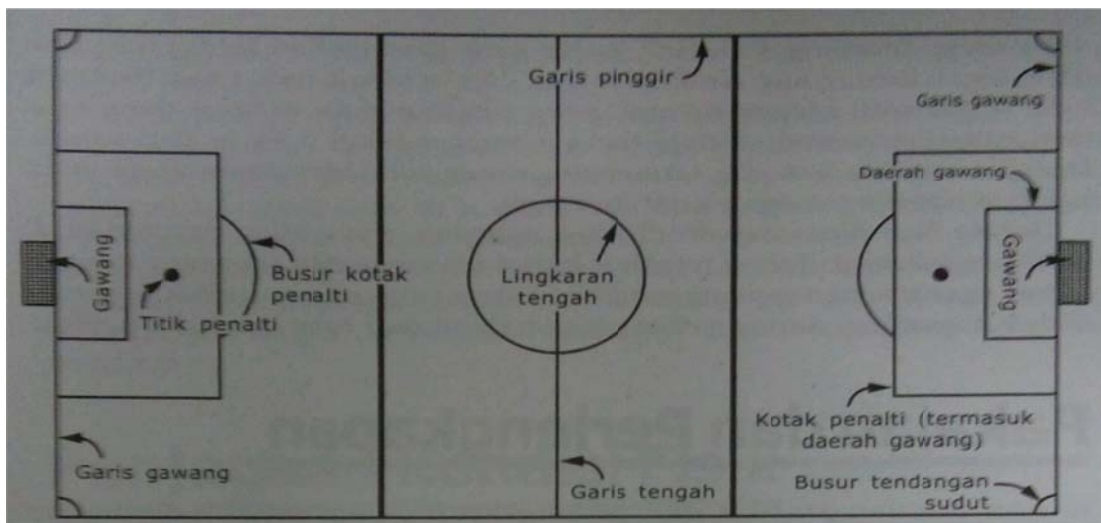 Garis pinggir
Garis gawang
Daerah gawang
Gawang
Busur kotak
penalti
Titik penalti
Lingkaran
tengah
Gawang
Kotak penalti (termasuk
daerah gawang)
Garis gawang
Garis tengah
Busur tendangan
sudut